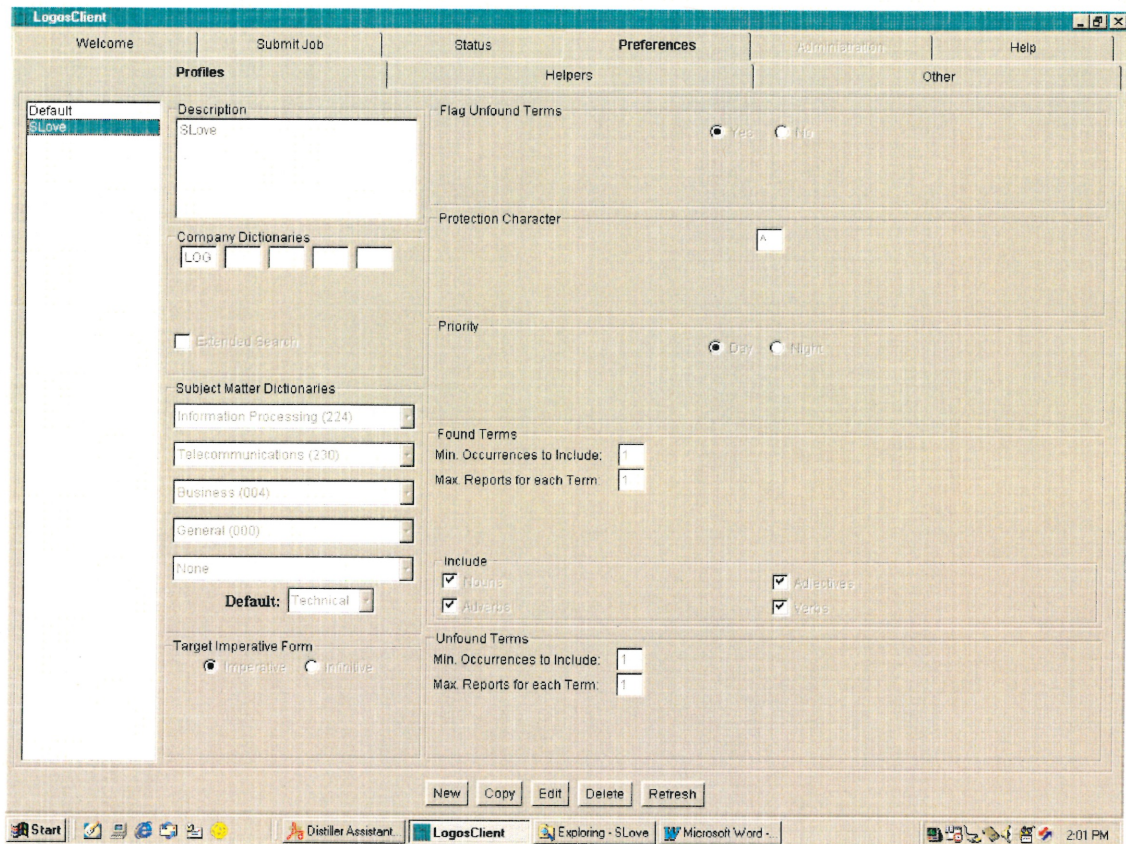 LogosClient
Welcome Submit Job Status Preferences Administration Help
Profiles Helpers Other
Default
SLove
Description
SLove
Company Dictionaries
LOG
Extended Search
Subject Matter Dictionaries
Information Processing (224)
Telecommunications (230)
Business (004)
General (000)
None
Default: Technical
Target Imperative Form
Imperative Infinitive
Flag Unfound Terms
Yes No
Protection Character
^
Priority
Day Night
Found Terms
Min. Occurrences to Include: 1
Max. Reports for each Term: 1
Include
Nouns Adjectives
Adverbs Verbs
Unfound Terms
Min. Occurrences to Include: 1
Max. Reports for each Term: 1
New Copy Edit Delete Refresh
Start Distiller Assistant... LogosClient Exploring - SLove Microsoft Word -... 2:01 PM